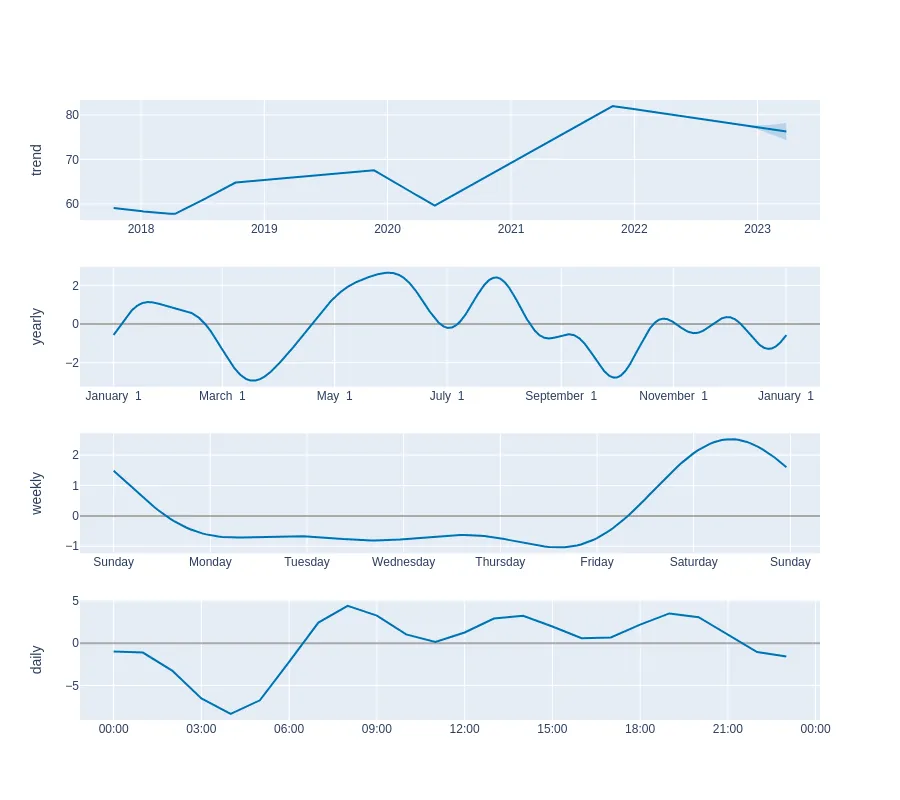 trend
80
70
60
2018 2019 2020 2021 2022 2023
yearly
2
0
−2
January 1 March 1 May 1 July 1 September 1 November 1 January 1
weekly
2
1
0
−1
Sunday Monday Tuesday Wednesday Thursday Friday Saturday Sunday
daily
5
0
−5
00:00 03:00 06:00 09:00 12:00 15:00 18:00 21:00 00:00